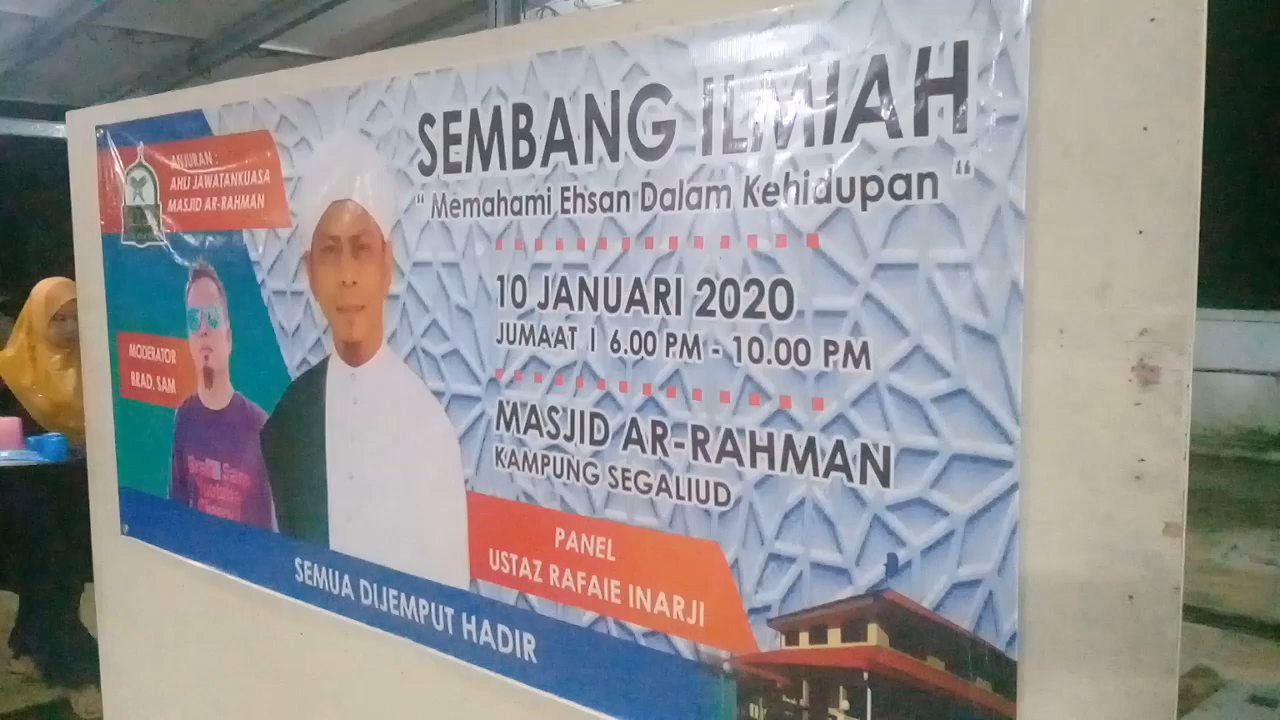 ANJURAN :
AHLI JAWATANKUASA
MASJID AR-RAHMAN
SEMBANG ILMIAH
" Memahami Ehsan Dalam Kehidupan "
10 JANUARI 2020
JUMAAT I 6.00 PM - 10.00 PM
MASJID AR-RAHMAN
KAMPUNG SEGALIUD
MODERATOR
BRAD. SAM
PANEL
USTAZ RAFAIE INARJI
SEMUA DIJEMPUT HADIR